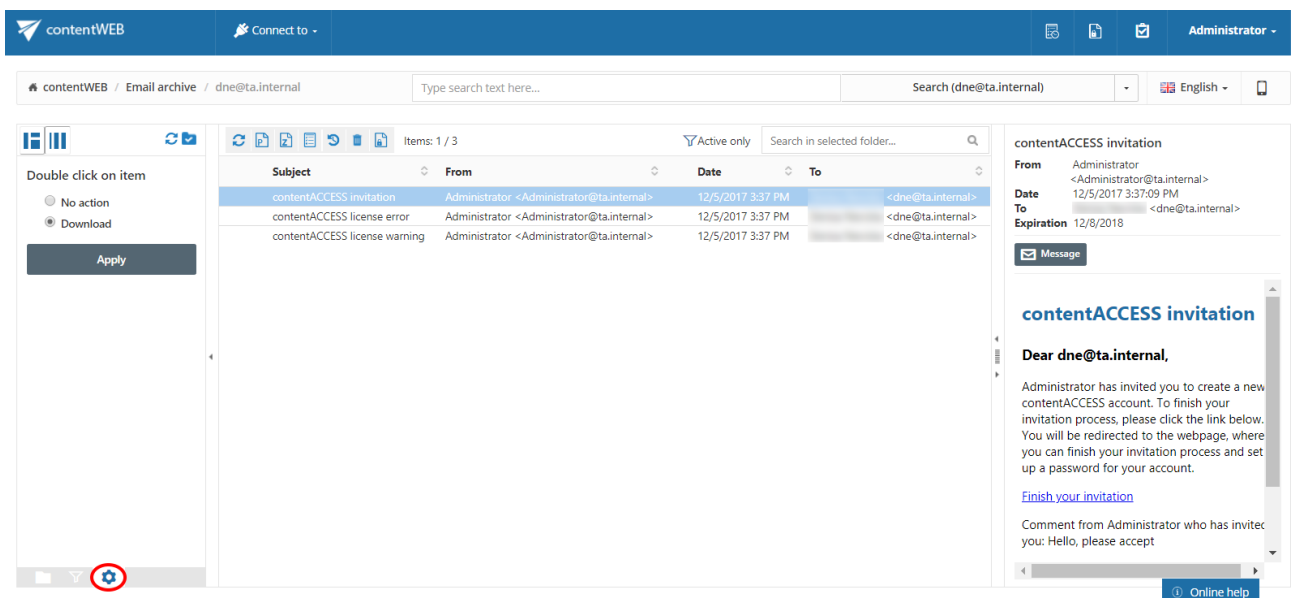 contentWEB
Connect to
Administrator
contentWEB / Email archive / dne@ta.internal
Type search text here...
Search (dne@ta.internal)
English
Double click on item
No action
Download
Apply
Items: 1 / 3
Active only
Search in selected folder...
Subject From Date To
contentACCESS invitation Administrator <Administrator@ta.internal> 12/5/2017 3:37 PM <dne@ta.internal>
contentACCESS license error Administrator <Administrator@ta.internal> 12/5/2017 3:37 PM <dne@ta.internal>
contentACCESS license warning Administrator <Administrator@ta.internal> 12/5/2017 3:37 PM <dne@ta.internal>
contentACCESS invitation
From Administrator
<Administrator@ta.internal>
Date 12/5/2017 3:37:09 PM
To <dne@ta.internal>
Expiration 12/8/2018
Message
contentACCESS invitation
Dear dne@ta.internal,
Administrator has invited you to create a new
contentACCESS account. To finish your
invitation process, please click the link below.
You will be redirected to the webpage, where
you can finish your invitation process and set
up a password for your account.
Finish your invitation
Comment from Administrator who has invited
you: Hello, please accept
Online help